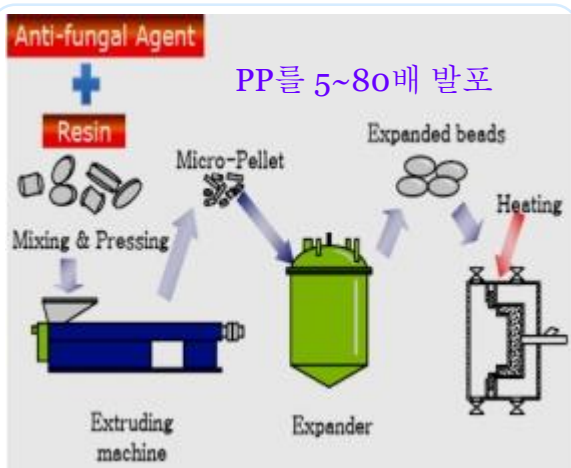 Anti-fungal Agent
PP를 5~80배 발포
Resin
Expanded beads
Micro-Pellet
Heating
Mixing & Pressing
Extruding
machine
Expander